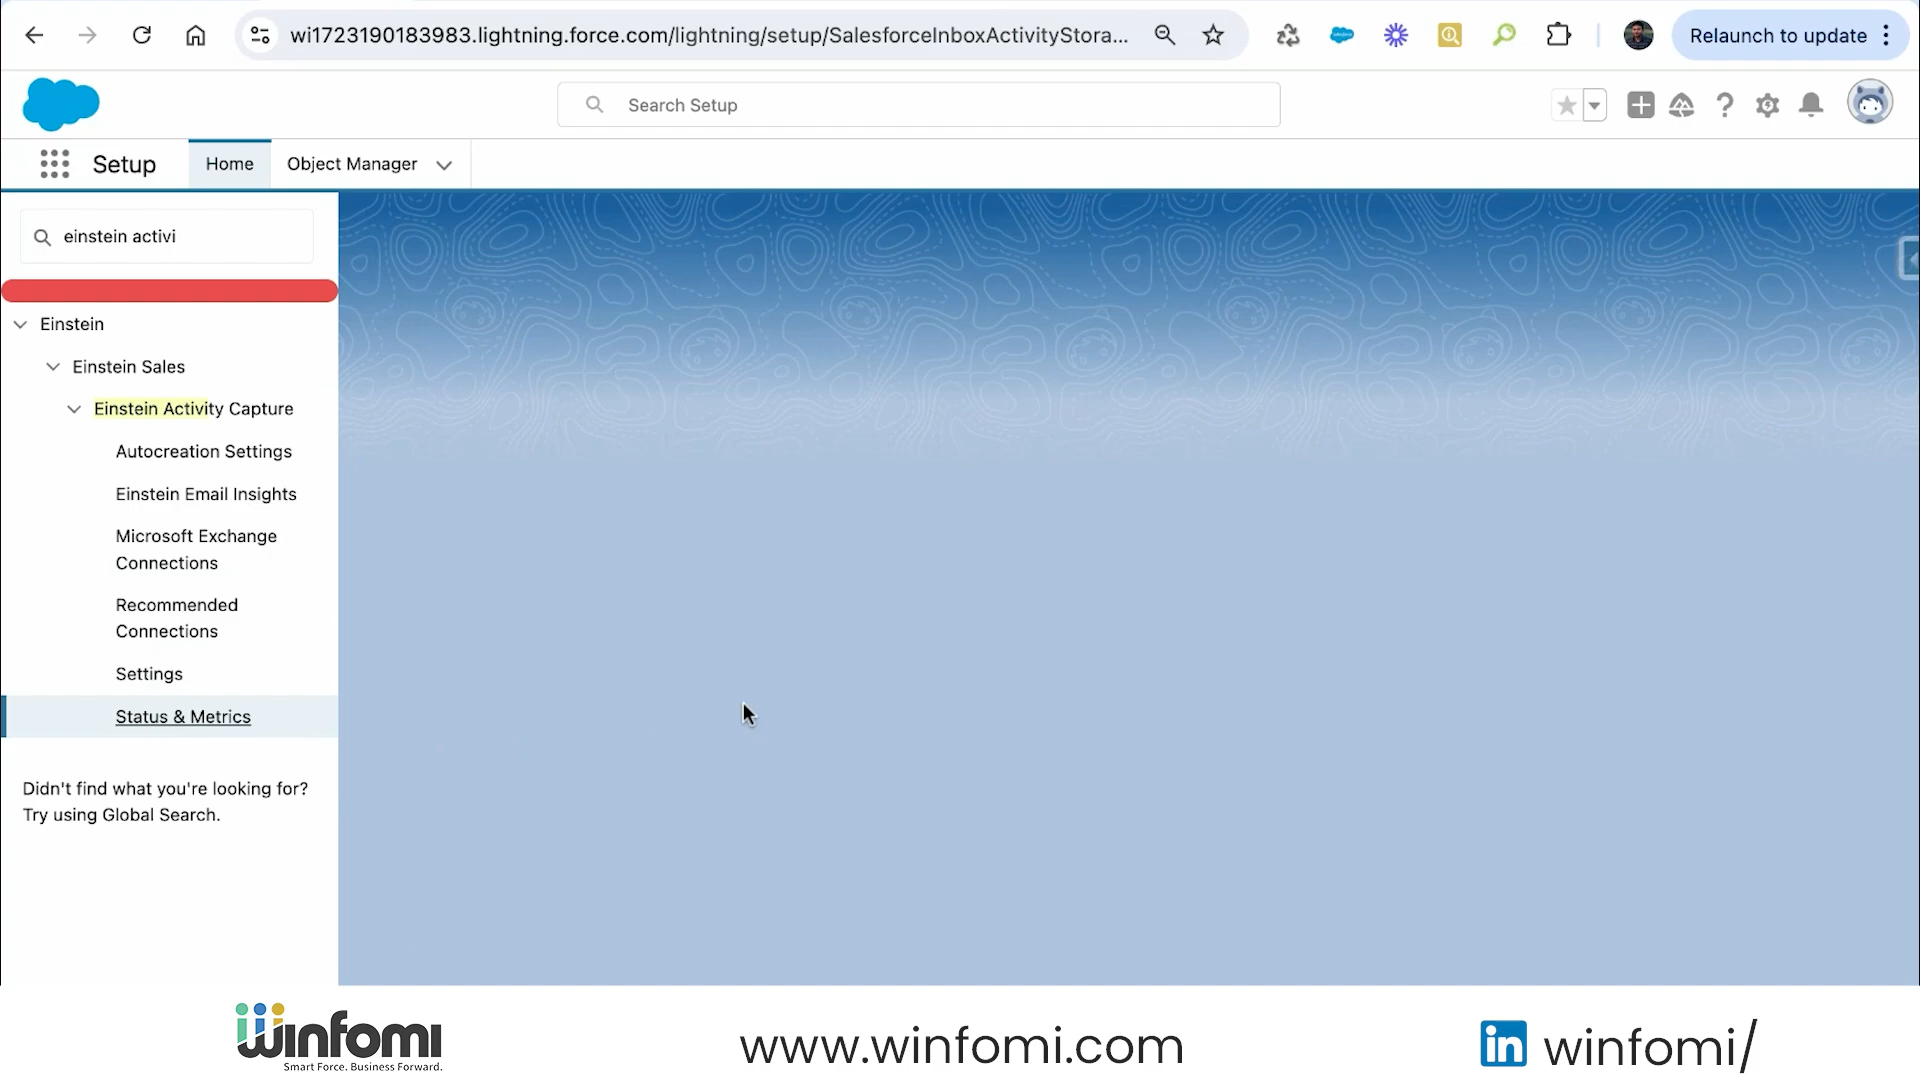 wi1723190183983.lightning.force.com/lightning/setup/SalesforceInboxActivityStora...
Relaunch to update
Search Setup
Setup
Home
Object Manager
einstein activi
Einstein
Einstein Sales
Einstein Activity Capture
Autocreation Settings
Einstein Email Insights
Microsoft Exchange
Connections
Recommended
Connections
Settings
Status & Metrics
Didn't find what you're looking for?
Try using Global Search.
winfomi
Smart Force. Business Forward.
www.winfomi.com
in winfomi/